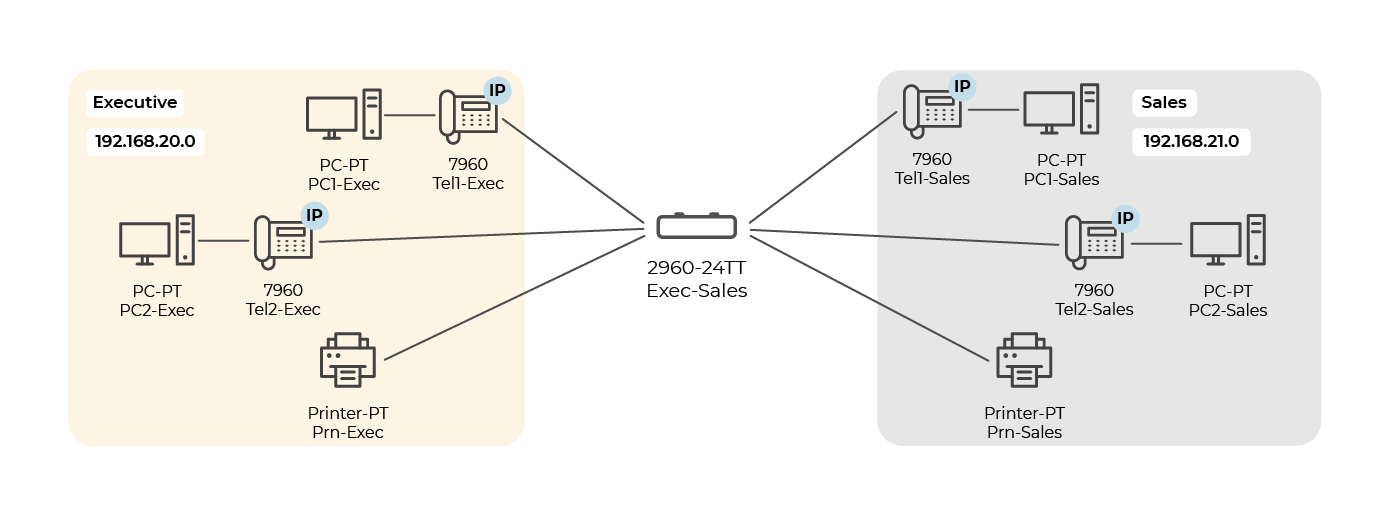 Executive
192.168.20.0
IP
PC-PT
PC1-Exec
7960
Tel1-Exec
IP
PC-PT
PC2-Exec
7960
Tel2-Exec
Printer-PT
Prn-Exec
2960-24TT
Exec-Sales
IP
7960
Tel1-Sales
PC-PT
PC1-Sales
Sales
192.168.21.0
IP
7960
Tel2-Sales
PC-PT
PC2-Sales
Printer-PT
Prn-Sales